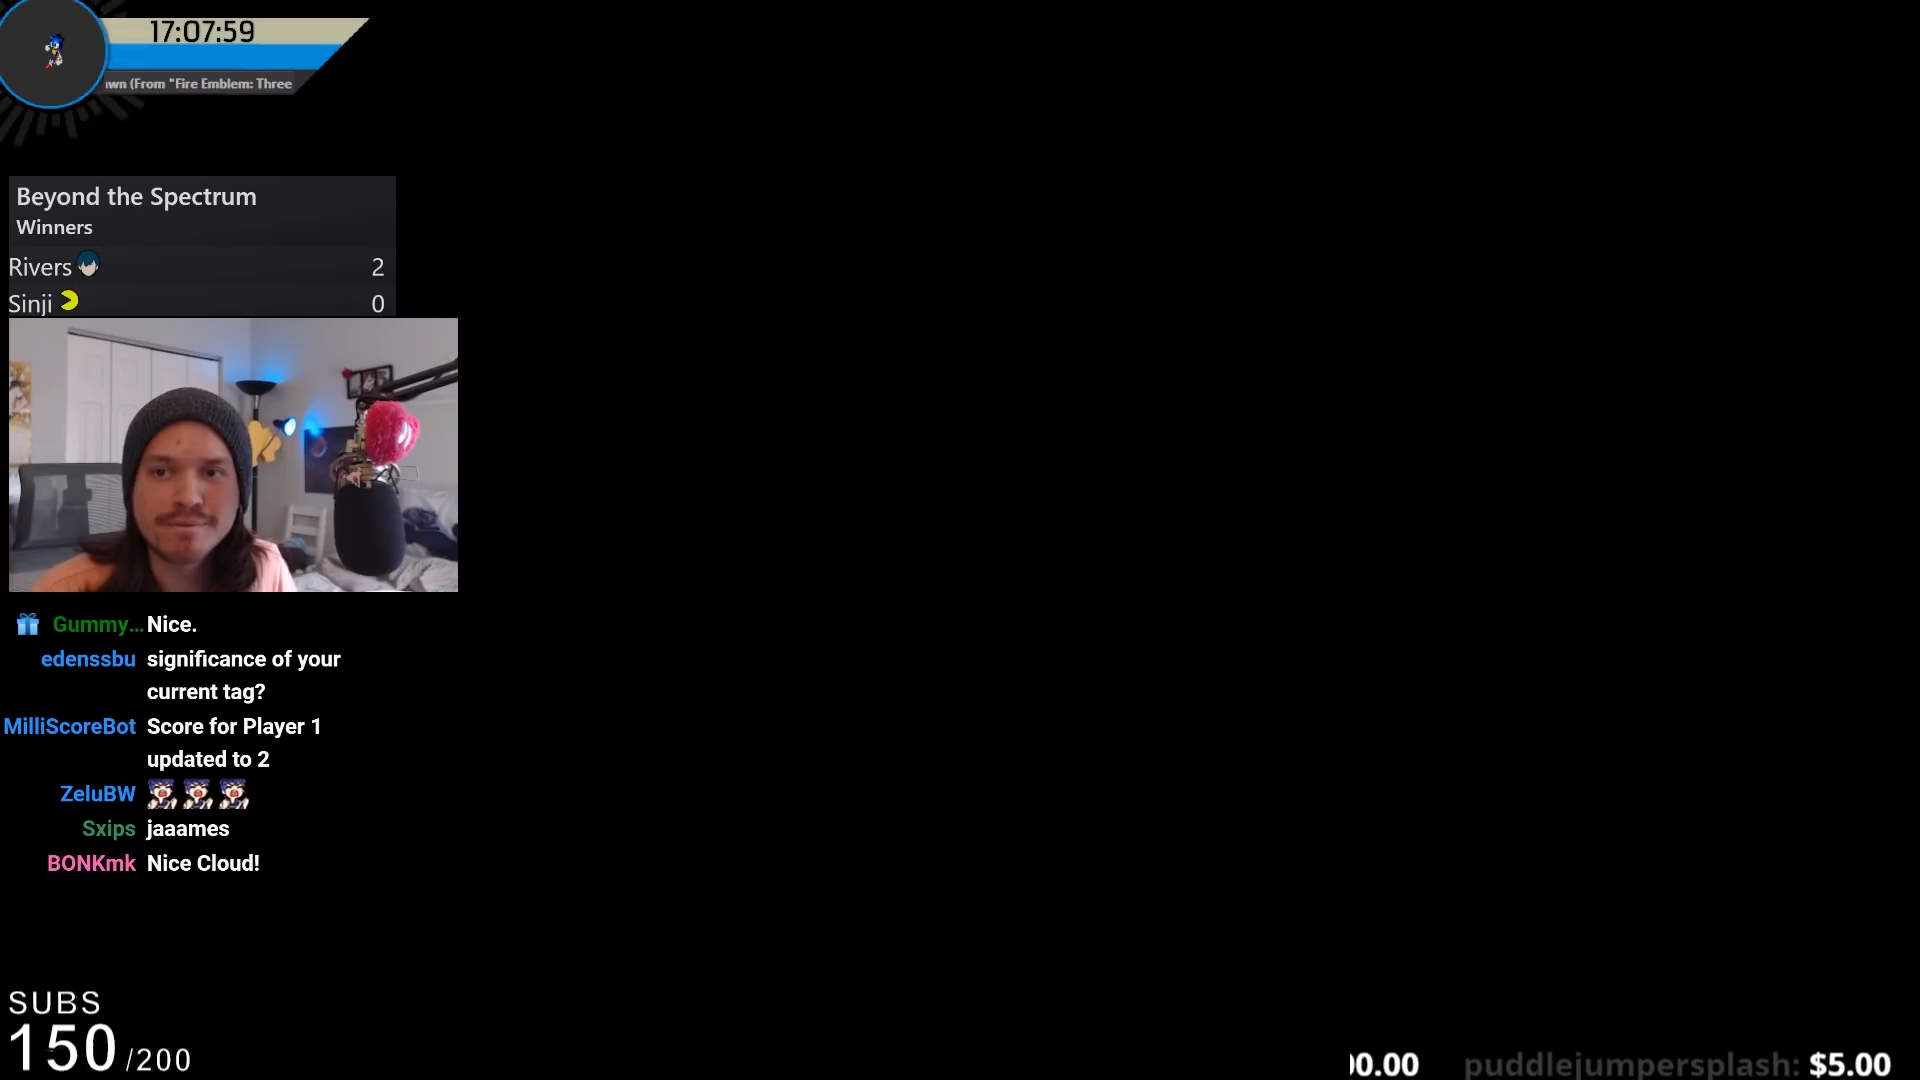 17:07:59
(From "Fire Emblem: Three
Beyond the Spectrum
Winners
Rivers 2
Sinji 0
Gummy… Nice.
edenssbu significance of your
current tag?
MilliScoreBot Score for Player 1
updated to 2
ZeluBW
Sxips jaaames
BONKmk Nice Cloud!
SUBS
150 /200
00.00 puddlejumpersplash: $5.00